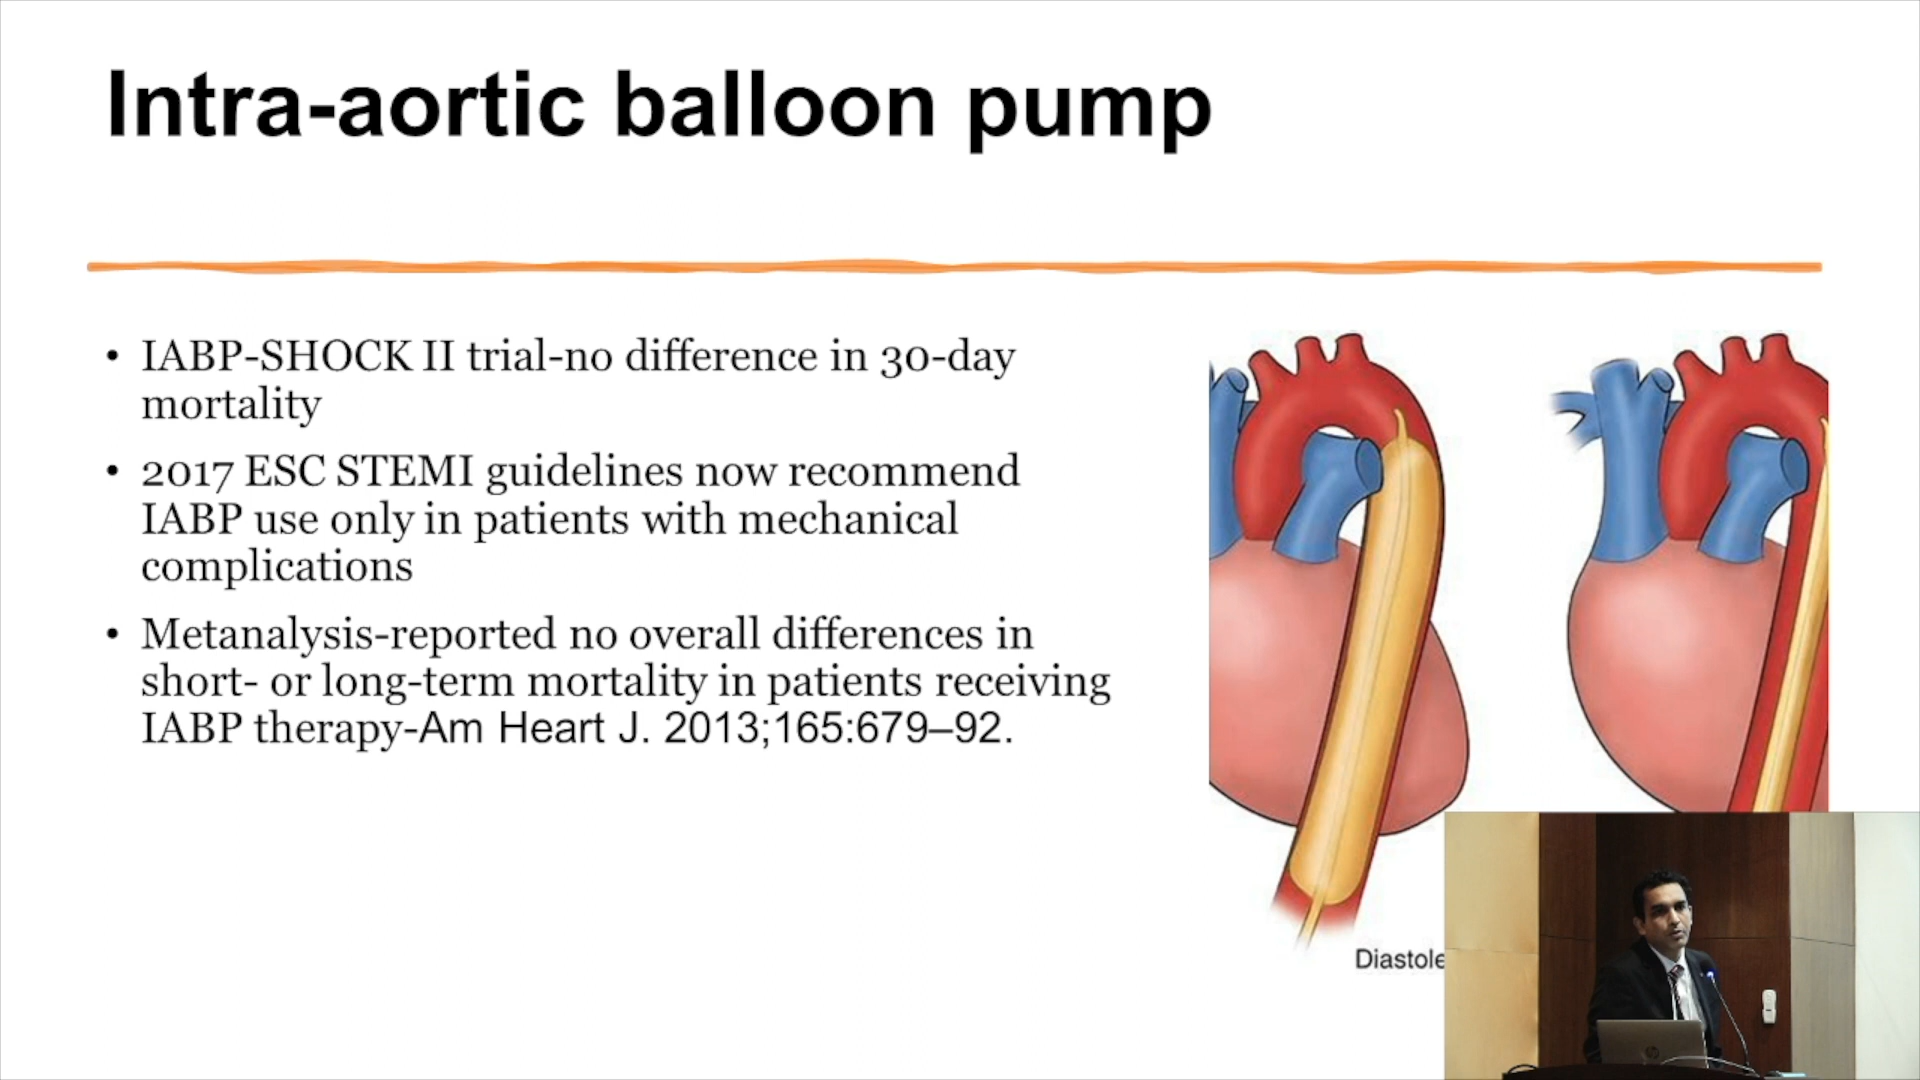 Intra-aortic balloon pump
• IABP-SHOCK II trial-no difference in 30-day
mortality
• 2017 ESC STEMI guidelines now recommend
IABP use only in patients with mechanical
complications
• Metanalysis-reported no overall differences in
short- or long-term mortality in patients receiving
IABP therapy-Am Heart J. 2013;165:679–92.
Diastole
hp